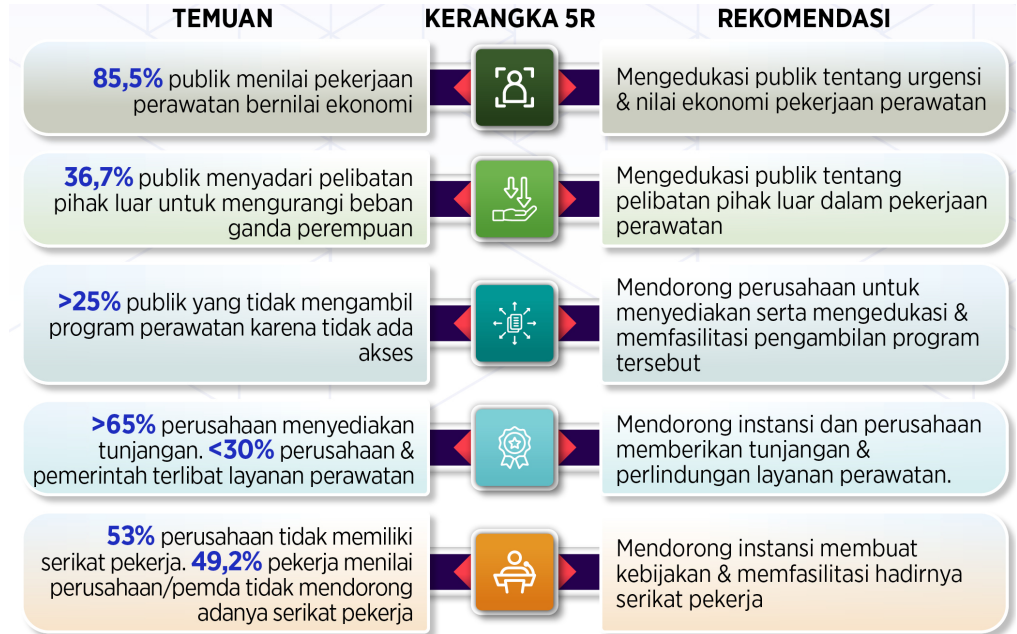 TEMUAN
KERANGKA 5R
REKOMENDASI
85,5% publik menilai pekerjaan
perawatan bernilai ekonomi
Mengedukasi publik tentang urgensi
& nilai ekonomi pekerjaan perawatan
36,7% publik menyadari pelibatan
pihak luar untuk mengurangi beban
ganda perempuan
Mengedukasi publik tentang
pelibatan pihak luar dalam pekerjaan
perawatan
>25% publik yang tidak mengambil
program perawatan karena tidak ada
akses
Mendorong perusahaan untuk
menyediakan serta mengedukasi &
memfasilitasi pengambilan program
tersebut
>65% perusahaan menyediakan
tunjangan. <30% perusahaan &
pemerintah terlibat layanan perawatan
Mendorong instansi dan perusahaan
memberikan tunjangan &
perlindungan layanan perawatan.
53% perusahaan tidak memiliki
serikat pekerja. 49,2% pekerja menilai
perusahaan/pemda tidak mendorong
adanya serikat pekerja
Mendorong instansi membuat
kebijakan & memfasilitasi hadirnya
serikat pekerja